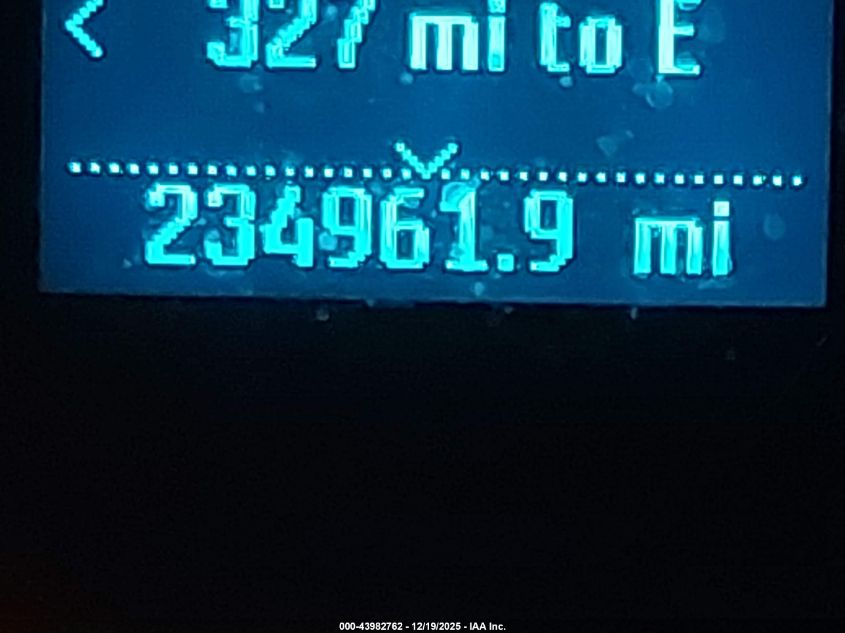 < 327 mi to E
234961.9 mi
000-43982762 - 12/19/2025 - IAA Inc.